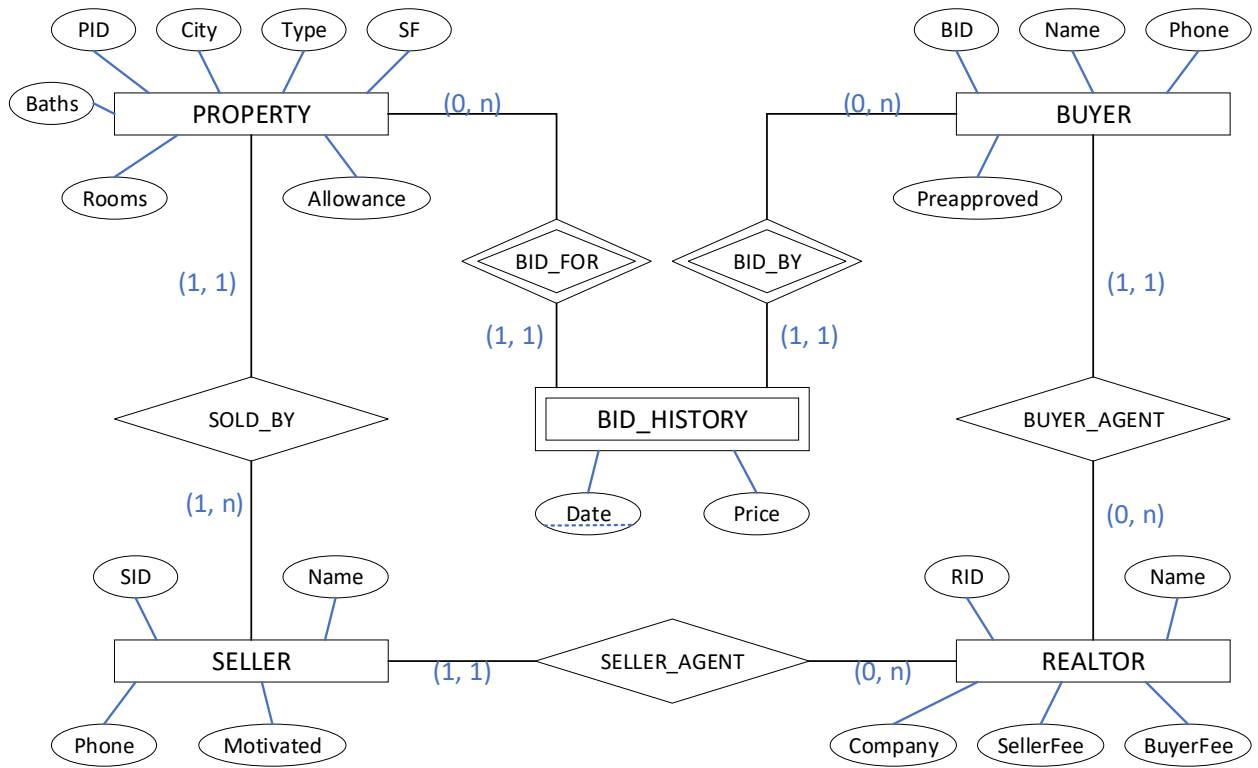 PID
City
Type
SF
BID
Name
Phone
Baths
PROPERTY
(0, n)
(0, n)
BUYER
Rooms
Allowance
Preapproved
BID_FOR
BID_BY
(1, 1)
(1, 1)
(1, 1)
(1, 1)
SOLD_BY
BID_HISTORY
BUYER_AGENT
(1, n)
Date
Price
(0, n)
SID
Name
RID
Name
SELLER
(1, 1)
SELLER_AGENT
(0, n)
REALTOR
Phone
Motivated
Company
SellerFee
BuyerFee